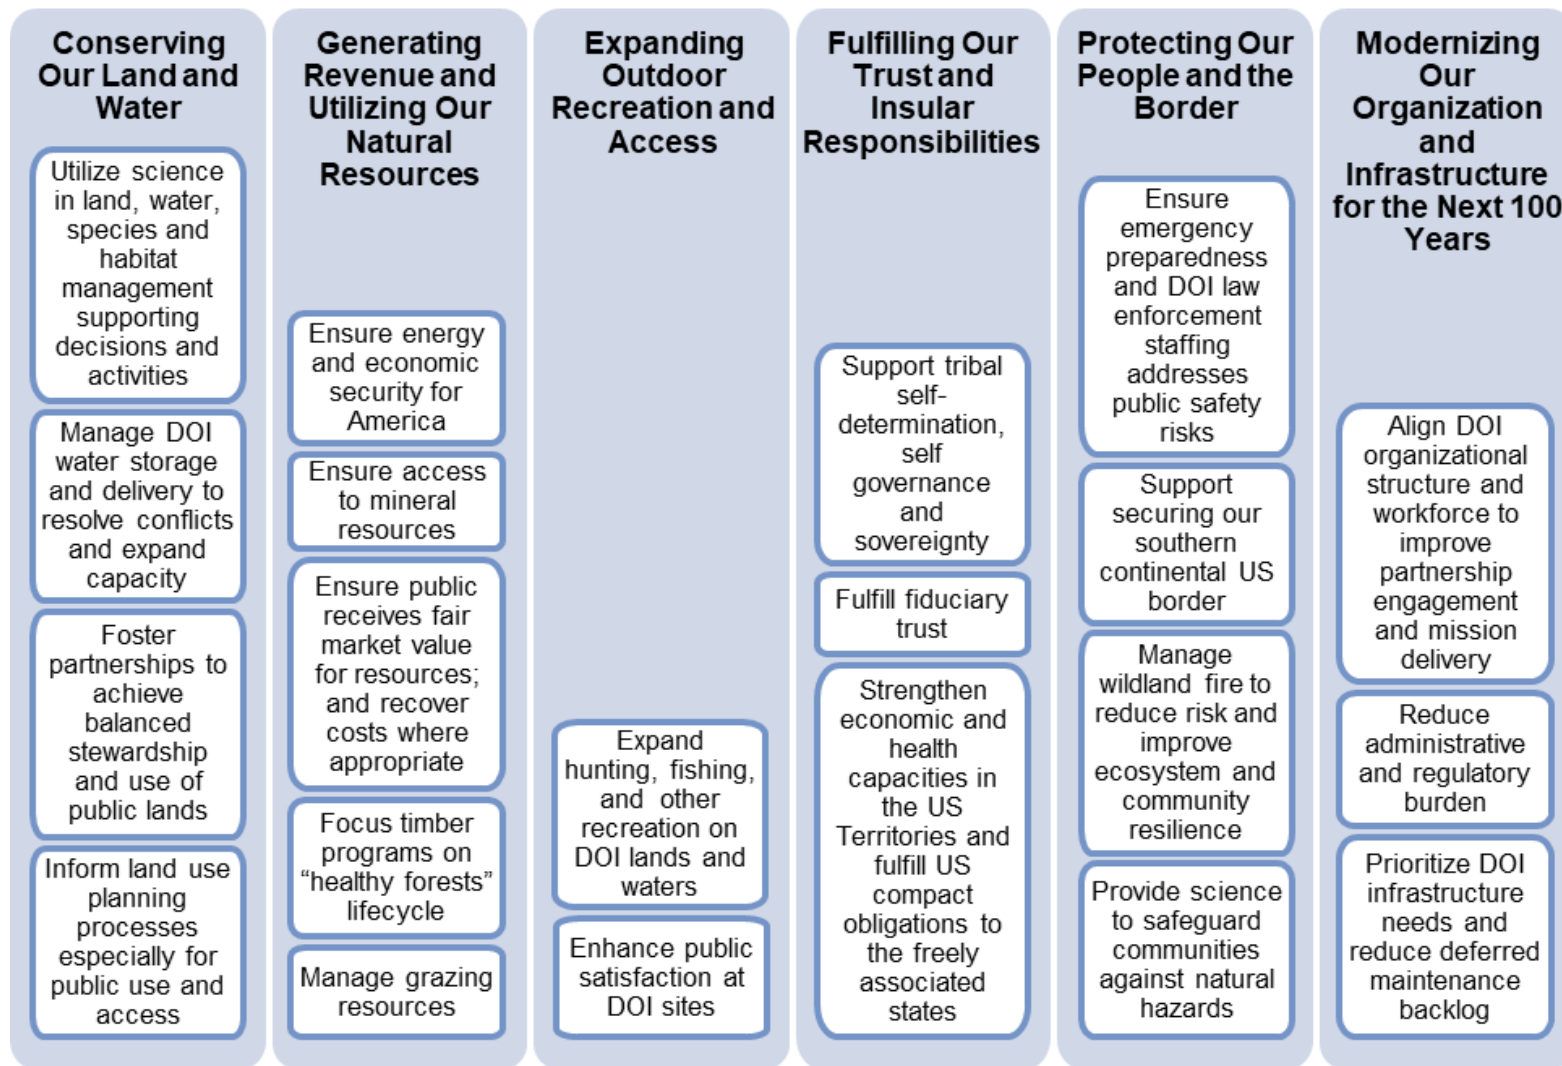 Conserving
Our Land and
Water
Utilize science
in land, water,
species and
habitat
management
supporting
decisions and
activities
Manage DOI
water storage
and delivery to
resolve conflicts
and expand
capacity
Foster
partnerships to
achieve
balanced
stewardship
and use of
public lands
Inform land use
planning
processes
especially for
public use and
access
Generating
Revenue and
Utilizing Our
Natural
Resources
Ensure energy
and economic
security for
America
Ensure access
to mineral
resources
Ensure public
receives fair
market value
for resources;
and recover
costs where
appropriate
Focus timber
programs on
“healthy forests”
lifecycle
Manage grazing
resources
Expanding
Outdoor
Recreation and
Access
Expand
hunting, fishing,
and other
recreation on
DOI lands and
waters
Enhance public
satisfaction at
DOI sites
Fulfilling Our
Trust and
Insular
Responsibilities
Support tribal
self-
determination,
self
governance
and
sovereignty
Fulfill fiduciary
trust
Strengthen
economic and
health
capacities in
the US
Territories and
fulfill US
compact
obligations to
the freely
associated
states
Protecting Our
People and the
Border
Ensure
emergency
preparedness
and DOI law
enforcement
staffing
addresses
public safety
risks
Support
securing our
southern
continental US
border
Manage
wildland fire to
reduce risk and
improve
ecosystem and
community
resilience
Provide science
to safeguard
communities
against natural
hazards
Modernizing
Our
Organization
and
Infrastructure
for the Next 100
Years
Align DOI
organizational
structure and
workforce to
improve
partnership
engagement
and mission
delivery
Reduce
administrative
and regulatory
burden
Prioritize DOI
infrastructure
needs and
reduce deferred
maintenance
backlog